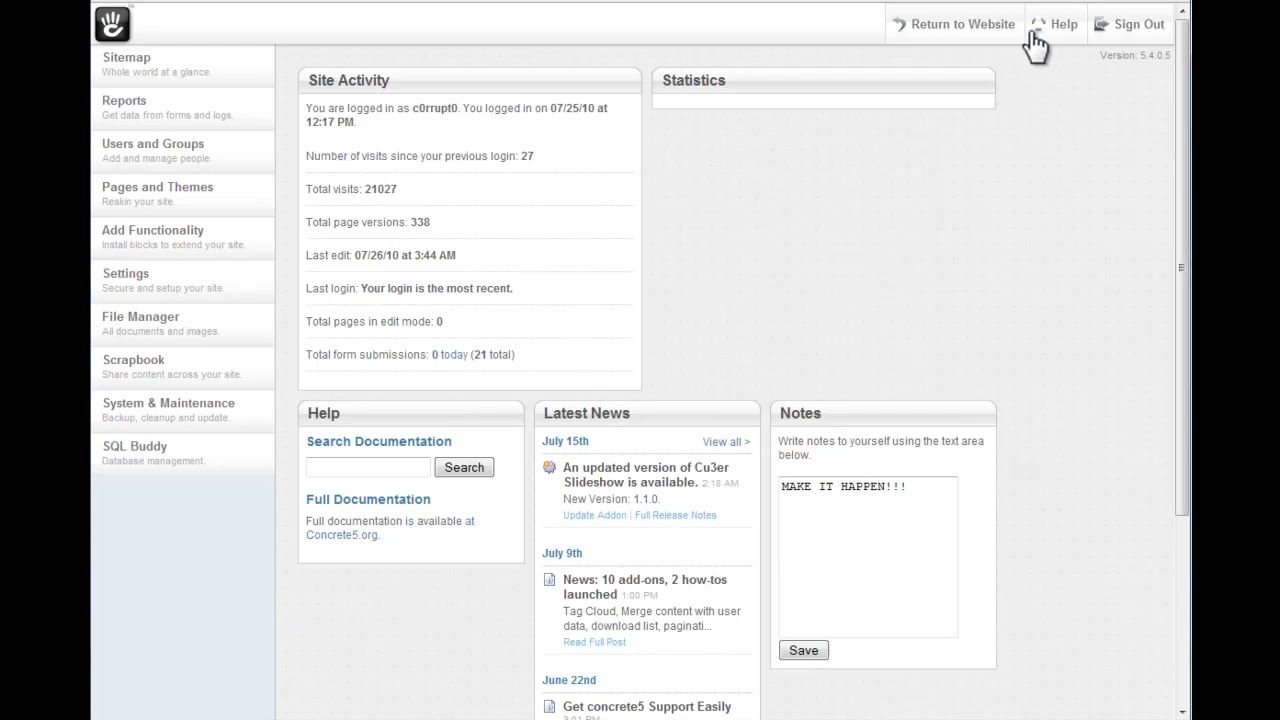 Return to Website
Help
Sign Out
Version: 5.4.0.5
Sitemap
Whole world at a glance.
Reports
Get data from forms and logs.
Users and Groups
Add and manage people.
Pages and Themes
Reskin your site.
Add Functionality
Install blocks to extend your site.
Settings
Secure and setup your site.
File Manager
All documents and images.
Scrapbook
Share content across your site.
System & Maintenance
Backup, cleanup and update.
SQL Buddy
Database management.
Site Activity
You are logged in as c0rrupt0. You logged in on 07/25/10 at
12:17 PM.
Number of visits since your previous login: 27
Total visits: 21027
Total page versions: 338
Last edit: 07/26/10 at 3:44 AM
Last login: Your login is the most recent.
Total pages in edit mode: 0
Total form submissions: 0 today (21 total)
Statistics
Help
Search Documentation
Search
Full Documentation
Full documentation is available at
Concrete5.org.
Latest News
July 15th
View all >
An updated version of Cu3er
Slideshow is available. 2:18 AM
New Version: 1.1.0.
Update Addon | Full Release Notes
July 9th
News: 10 add-ons, 2 how-tos
launched 1:00 PM
Tag Cloud, Merge content with user
data, download list, paginati...
Read Full Post
June 22nd
Get concrete5 Support Easily
3:01 PM
Notes
Write notes to yourself using the text area
below.
MAKE IT HAPPEN!!!
Save